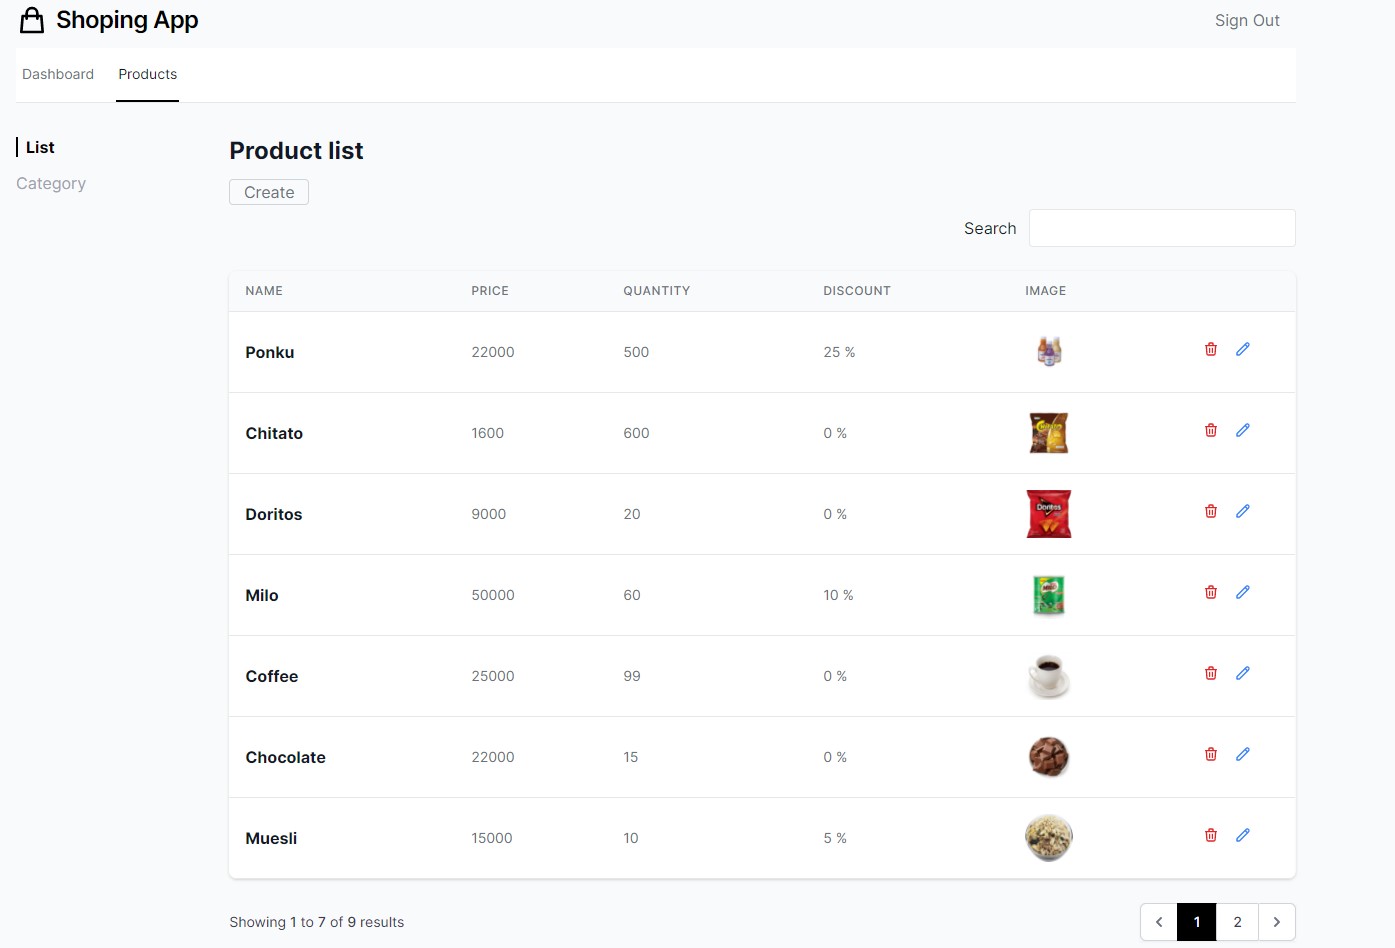 Shoping App
Sign Out
Dashboard Products
List
Category
Product list
Create
Search
NAME PRICE QUANTITY DISCOUNT IMAGE
Ponku 22000 500 25 %
Chitato 1600 600 0 %
Chitato
Doritos 9000 20 0 %
Doritos
Milo 50000 60 10 %
Coffee 25000 99 0 %
Chocolate 22000 15 0 %
Muesli 15000 10 5 %
Showing 1 to 7 of 9 results
1 2